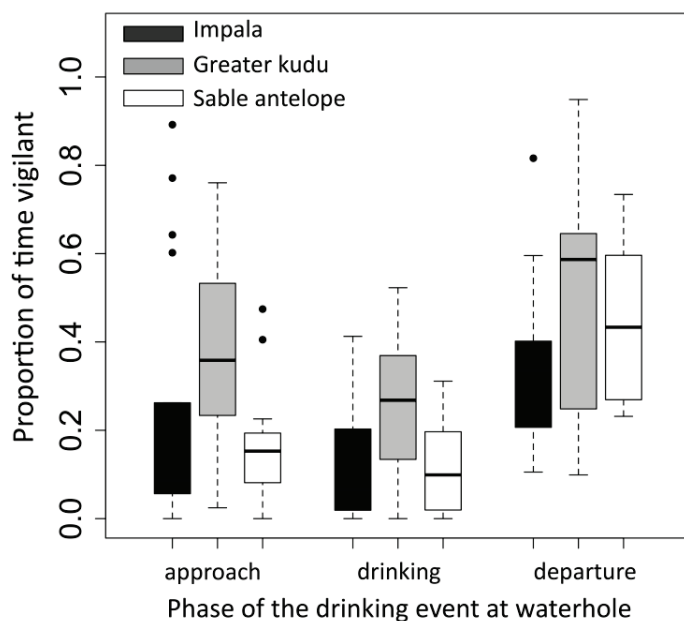 Impala
Greater kudu
Sable antelope
Proportion of time vigilant
1.0
0.8
0.6
0.4
0.2
0.0
approach drinking departure
Phase of the drinking event at waterhole